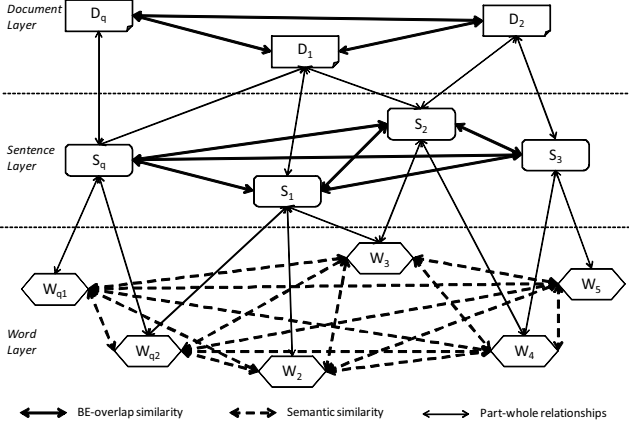 Document
Layer
Dq
D1
D2
Sentence
Layer
Sq
S1
S2
S3
Word
Layer
Wq1
Wq2
W2
W3
W4
W5
BE-overlap similarity
Semantic similarity
Part-whole relationships